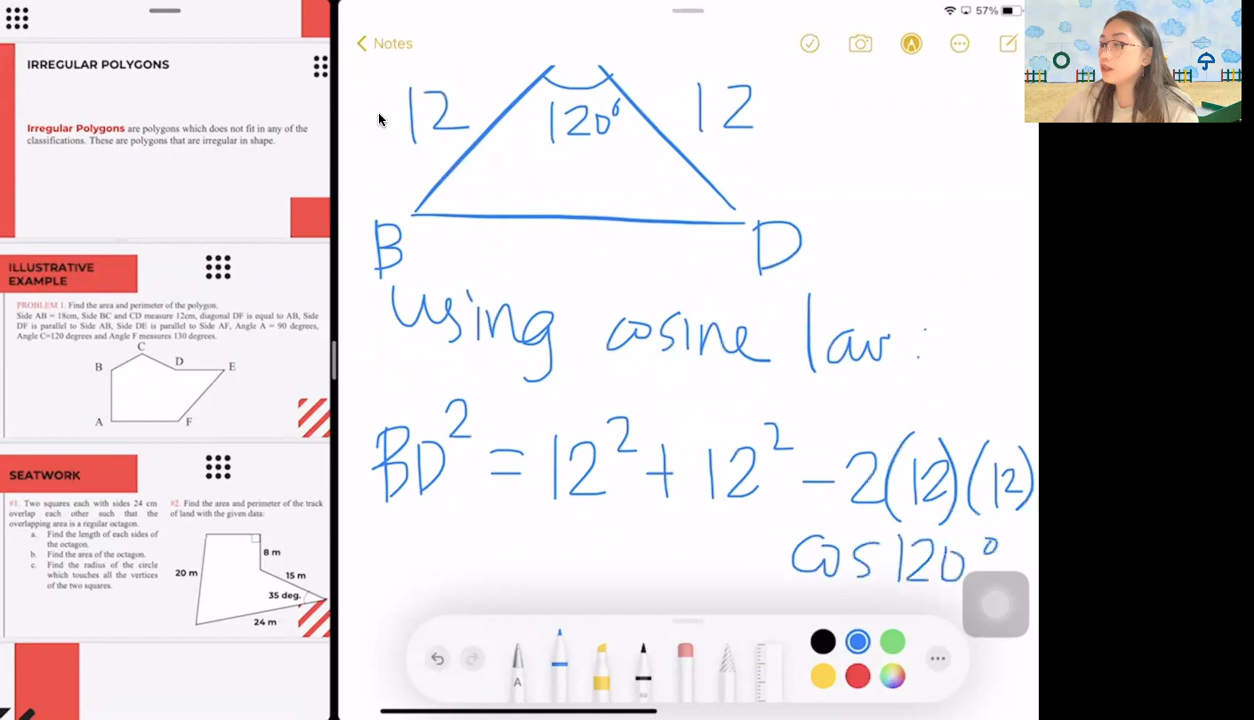 IRREGULAR POLYGONS
Irregular Polygons are polygons which does not fit in any of the
classifications. These are polygons that are irregular in shape.
ILLUSTRATIVE
EXAMPLE
PROBLEM 1. Find the area and perimeter of the polygon.
Side AB = 18cm, Side BC and CD measure 12cm, diagonal DF is equal to AB, Side
DF is parallel to Side AB, Side DE is parallel to Side AF, Angle A = 90 degrees,
Angle C=120 degrees and Angle F measures 130 degrees.
C
B
D
E
A
F
SEATWORK
#1. Two squares each with sides 24 cm
overlap each other such that the
overlapping area is a regular octagon.
a. Find the length of each sides of
the octagon.
b. Find the area of the octagon.
c. Find the radius of the circle
which touches all the vertices
of the two squares.
#2. Find the area and perimeter of the track
of land with the given data.
8 m
20 m
15 m
35 deg.
24 m
57%
Notes
12
120°
12
B
D
using cosine law:
BD² = 12² + 12² - 2(12)(12)
cos 120°
A